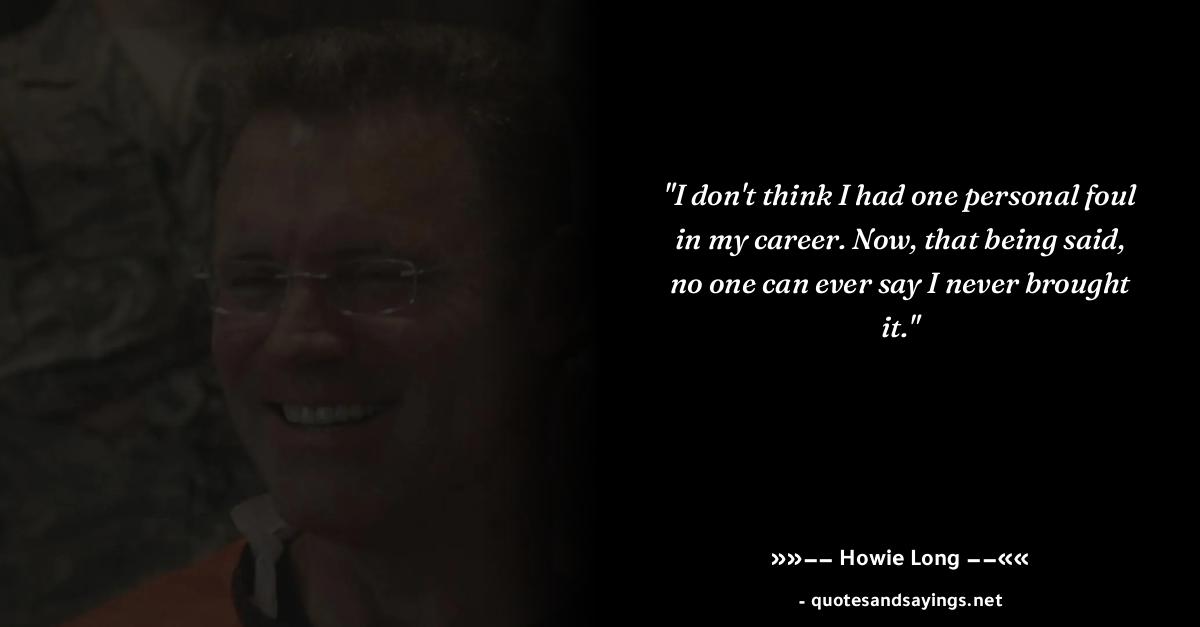 "I don't think I had one personal foul
in my career. Now, that being said,
no one can ever say I never brought
it."
»»−− Howie Long −−««
- quotesandsayings.net